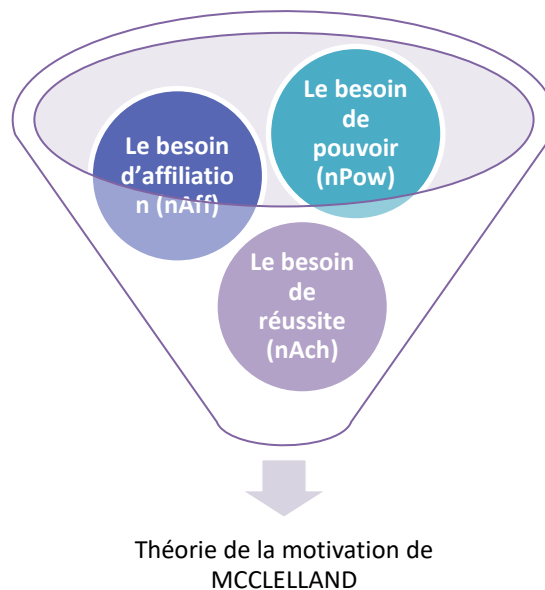 Le besoin
d'affiliatio
n (nAff)
Le besoin
de
pouvoir
(nPow)
Le besoin
de
réussite
(nAch)
Théorie de la motivation de
MCCLELLAND